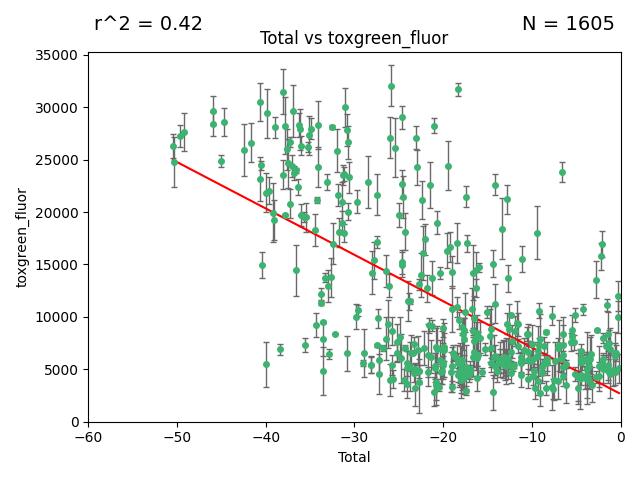 r^2 = 0.42
N = 1605
Total vs toxgreen_fluor
35000
30000
25000
20000
15000
10000
5000
0
toxgreen_fluor
−60 −50 −40 −30 −20 −10 0
Total